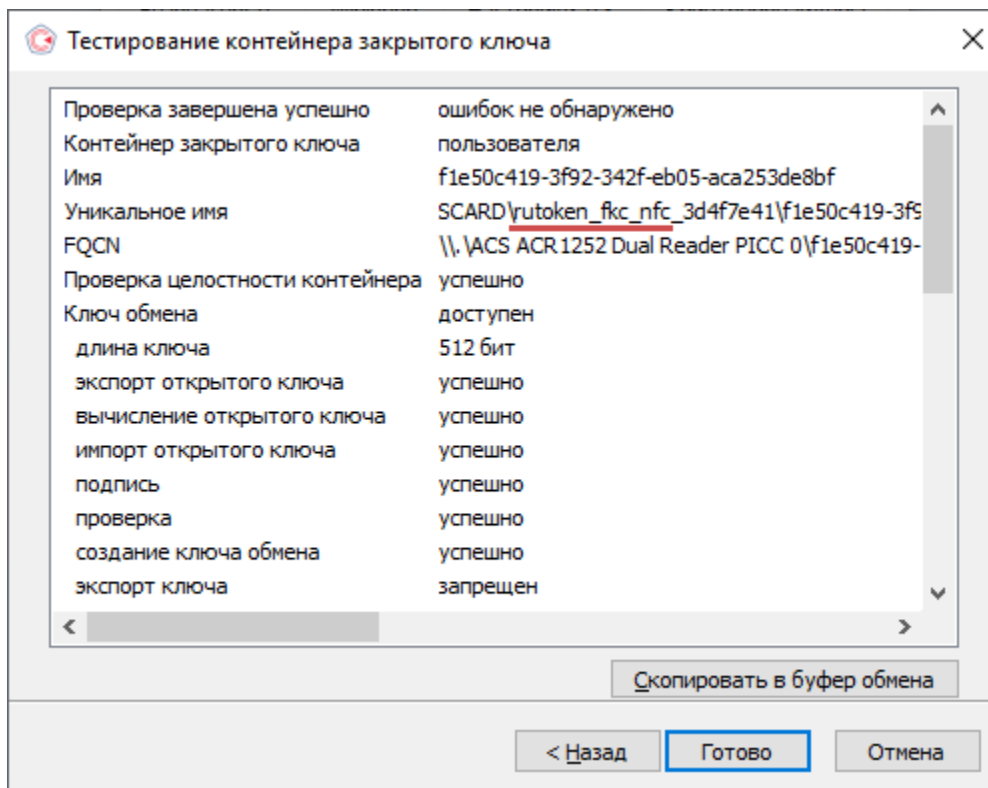 Тестирование контейнера закрытого ключа
Проверка завершена успешно ошибок не обнаружено
Контейнер закрытого ключа пользователя
Имя f1e50c419-3f92-342f-eb05-aca253de8bf
Уникальное имя SCARD\rutoken_fkc_nfc_3d4f7e41\f1e50c419-3f9
FQCN \\.\ACS ACR1252 Dual Reader PICC 0\f1e50c419-
Проверка целостности контейнера успешно
Ключ обмена доступен
длина ключа 512 бит
экспорт открытого ключа успешно
вычисление открытого ключа успешно
импорт открытого ключа успешно
подпись успешно
проверка успешно
создание ключа обмена успешно
экспорт ключа запрещен
Скопировать в буфер обмена
< Назад Готово Отмена